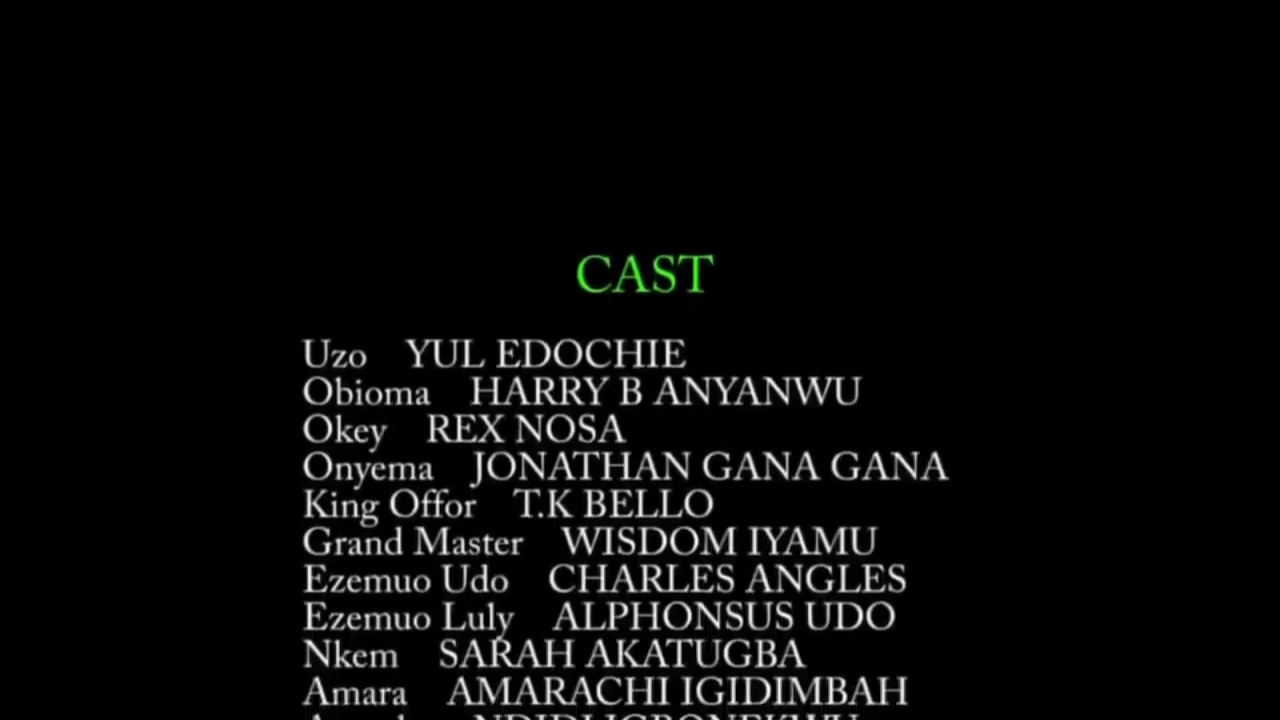 CAST
Uzo YUL EDOCHIE
Obioma HARRY B ANYANWU
Okey REX NOSA
Onyema JONATHAN GANA GANA
King Offor T.K BELLO
Grand Master WISDOM IYAMU
Ezemuo Udo CHARLES ANGLES
Ezemuo Luly ALPHONSUS UDO
Nkem SARAH AKATUGBA
Amara AMARACHI IGIDIMBAH